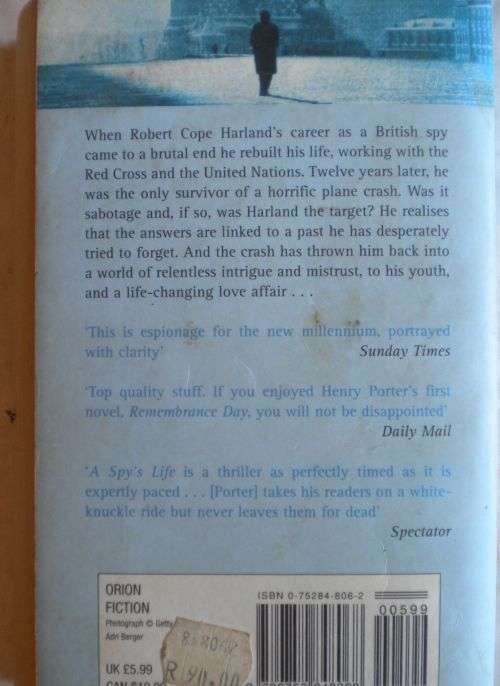 When Robert Cope Harland's career as a British spy
came to a brutal end he rebuilt his life, working with the
Red Cross and the United Nations. Twelve years later, he
was the only survivor of a horrific plane crash. Was it
sabotage and, if so, was Harland the target? He realises
that the answers are linked to a past he has desperately
tried to forget. And the crash has thrown him back into
a world of relentless intrigue and mistrust, to his youth,
and a life-changing love affair . . .
'This is espionage for the new millennium, portrayed
with clarity' Sunday Times
'Top quality stuff. If you enjoyed Henry Porter's first
novel, Remembrance Day, you will not be disappointed'
Daily Mail
'A Spy's Life is a thriller as perfectly timed as it is
expertly paced . . . [Porter] takes his readers on a white-
knuckle ride but never leaves them for dead'
Spectator
ORION
FICTION
Photograph © Getty
Adri Berger
UK £5.99
ISBN 0-75284-806-2
00599